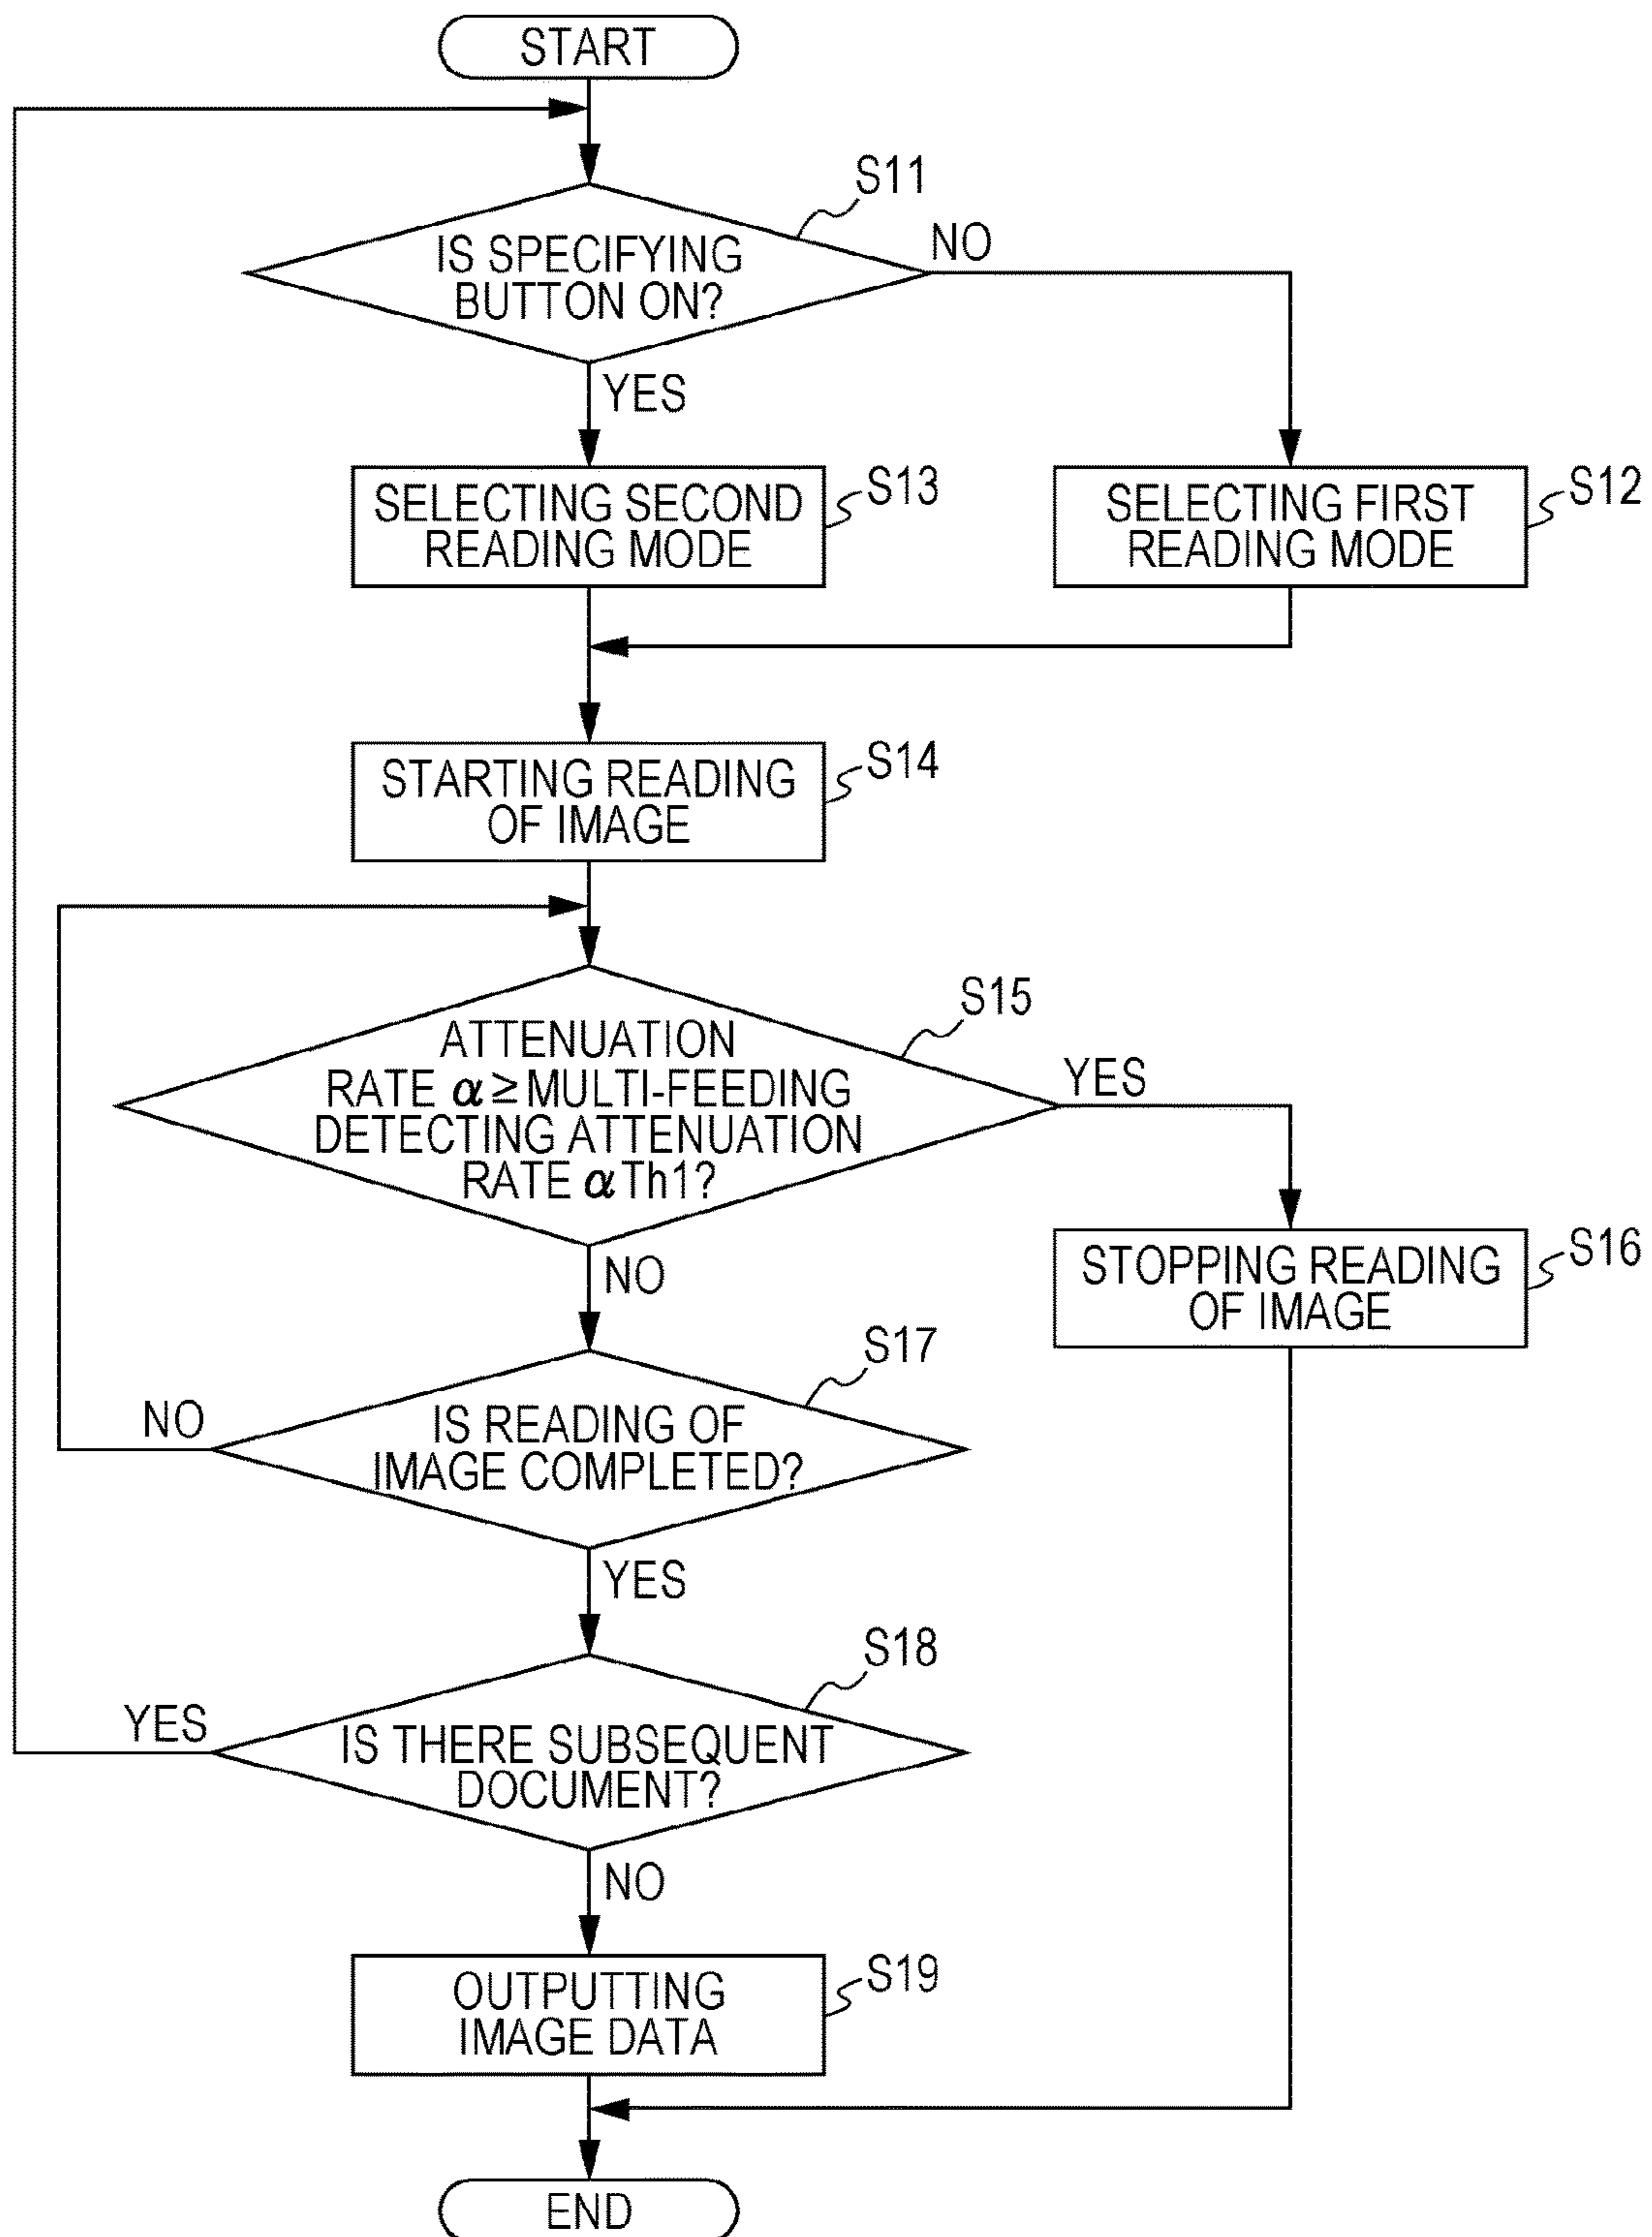 START
S11
IS SPECIFYING
BUTTON ON?
NO
YES
SELECTING SECOND
READING MODE
S13
SELECTING FIRST
READING MODE
S12
STARTING READING
OF IMAGE
S14
S15
ATTENUATION
RATE α ≥ MULTI-FEEDING
DETECTING ATTENUATION
RATE α Th1?
YES
NO
STOPPING READING
OF IMAGE
S16
S17
IS READING OF
IMAGE COMPLETED?
NO
YES
S18
IS THERE SUBSEQUENT
DOCUMENT?
YES
NO
OUTPUTTING
IMAGE DATA
S19
END